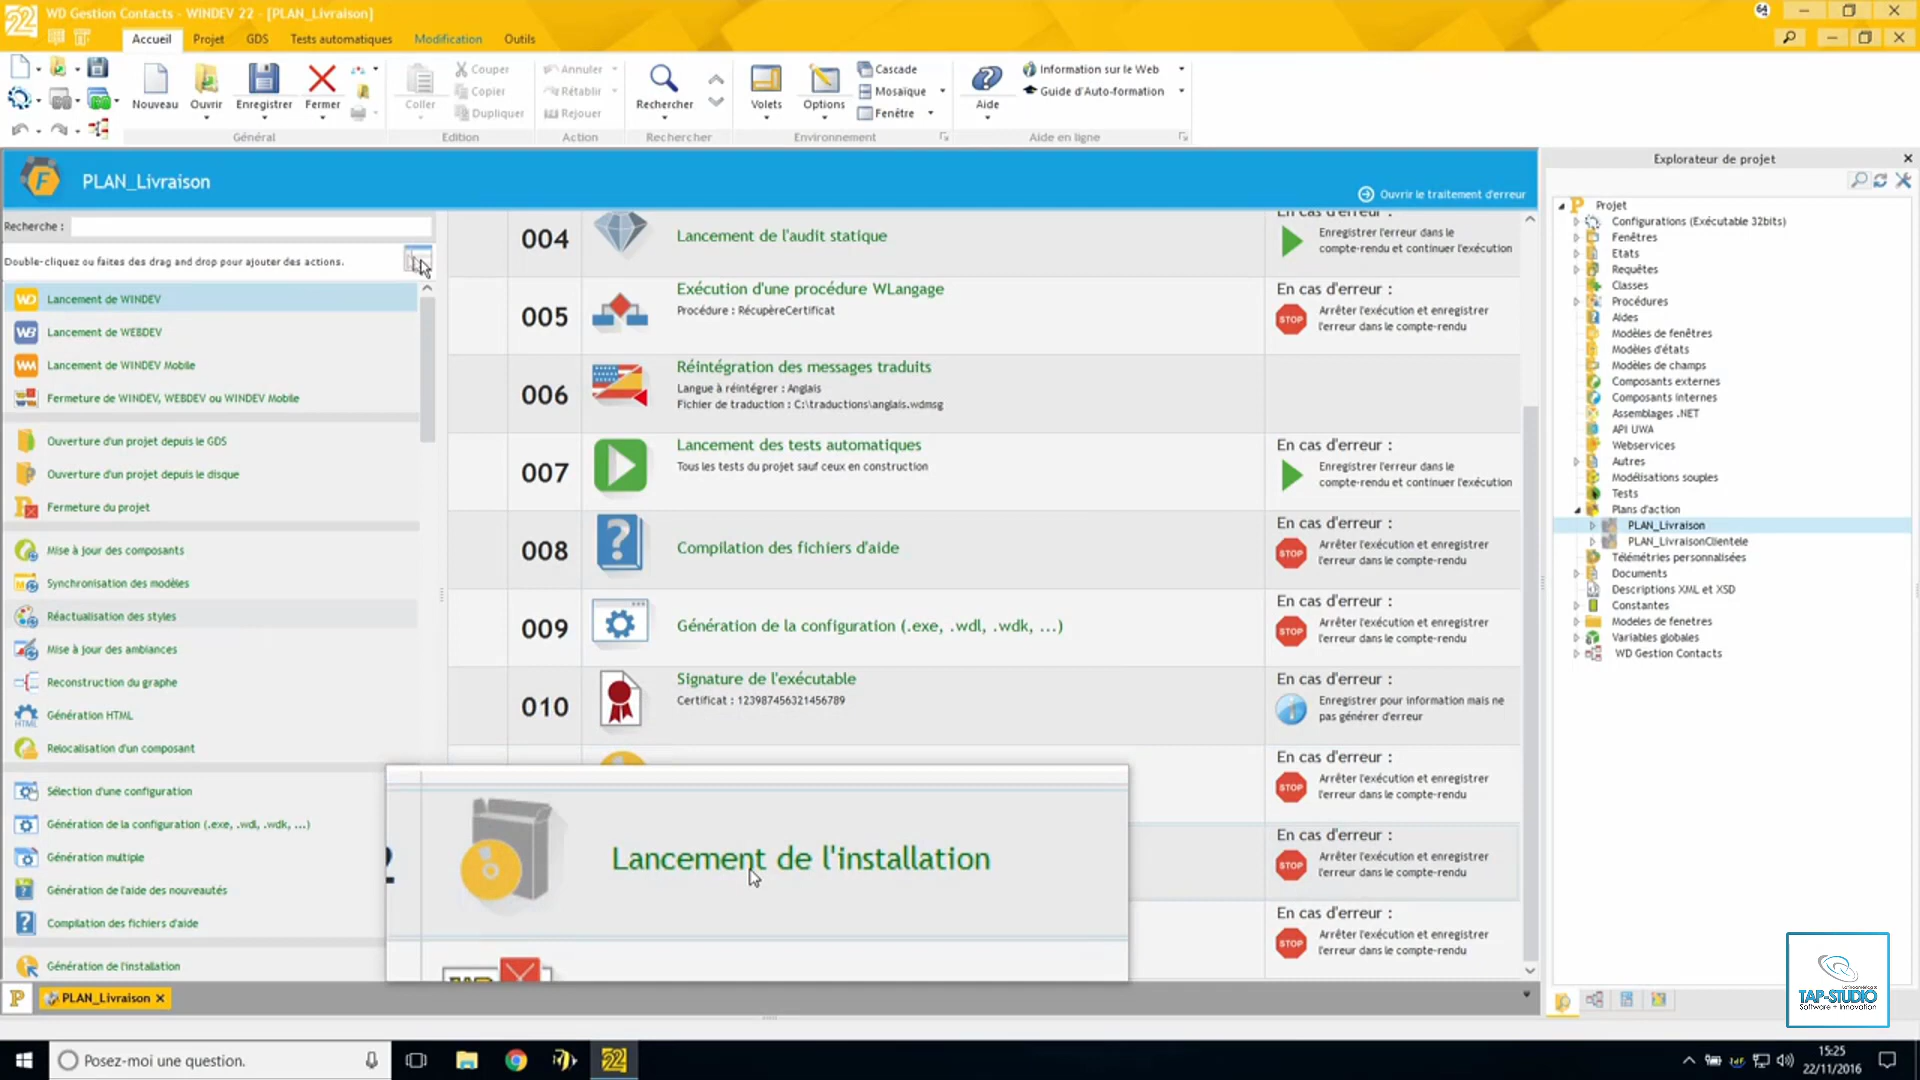 WD Gestion Contacts - WINDEV 22 - [PLAN_Livraison]
64
Accueil
Projet
GDS
Tests automatiques
Modification
Outils
Nouveau
Ouvrir
Enregistrer
Fermer
Coller
Couper
Copier
Dupliquer
Annuler
Rétablir
Rejouer
Rechercher
Volets
Options
Cascade
Mosaïque
Fenêtre
Aide
Information sur le Web
Guide d'Auto-formation
Général
Edition
Action
Rechercher
Environnement
Aide en ligne
PLAN_Livraison
Ouvrir le traitement d'erreur
Recherche :
Double-cliquez ou faites des drag and drop pour ajouter des actions.
Lancement de WINDEV
Lancement de WEBDEV
Lancement de WINDEV Mobile
Fermeture de WINDEV, WEBDEV ou WINDEV Mobile
Ouverture d'un projet depuis le GDS
Ouverture d'un projet depuis le disque
Fermeture du projet
Mise à jour des composants
Synchronisation des modèles
Réactualisation des styles
Mise à jour des ambiances
Reconstruction du graphe
Génération HTML
Relocalisation d'un composant
Sélection d'une configuration
Génération de la configuration (.exe, .wdl, .wdk, ...)
Génération multiple
Génération de l'aide des nouveautés
Compilation des fichiers d'aide
Génération de l'installation
004
Lancement de l'audit statique
En cas d'erreur :
Enregistrer l'erreur dans le
compte-rendu et continuer l'exécution
005
Exécution d'une procédure WLangage
Procédure : RécupèreCertificat
En cas d'erreur :
Arrêter l'exécution et enregistrer
l'erreur dans le compte-rendu
006
Réintégration des messages traduits
Langue à réintégrer : Anglais
Fichier de traduction : C:\traductions\anglais.wdmsg
007
Lancement des tests automatiques
Tous les tests du projet sauf ceux en construction
En cas d'erreur :
Enregistrer l'erreur dans le
compte-rendu et continuer l'exécution
008
Compilation des fichiers d'aide
En cas d'erreur :
Arrêter l'exécution et enregistrer
l'erreur dans le compte-rendu
009
Génération de la configuration (.exe, .wdl, .wdk, ...)
En cas d'erreur :
Arrêter l'exécution et enregistrer
l'erreur dans le compte-rendu
010
Signature de l'exécutable
Certificat : 123987456321456789
En cas d'erreur :
Enregistrer pour information mais ne
pas générer d'erreur
En cas d'erreur :
Arrêter l'exécution et enregistrer
l'erreur dans le compte-rendu
2
Lancement de l'installation
En cas d'erreur :
Arrêter l'exécution et enregistrer
l'erreur dans le compte-rendu
En cas d'erreur :
Arrêter l'exécution et enregistrer
l'erreur dans le compte-rendu
STOP
STOP
STOP
STOP
STOP
STOP
Explorateur de projet
Projet
Configurations (Exécutable 32bits)
Fenêtres
Etats
Requêtes
Classes
Procédures
Aides
Modèles de fenêtres
Modèles d'états
Modèles de champs
Composants externes
Composants internes
Assemblages .NET
API UWA
Webservices
Autres
Modélisations souples
Tests
Plans d'action
PLAN_Livraison
PLAN_LivraisonClientele
Télémétries personnalisées
Documents
Descriptions XML et XSD
Constantes
Modeles de fenetres
Variables globales
WD Gestion Contacts
TAP-STUDIO
Software + Innovation
PLAN_Livraison
Posez-moi une question.
22
15:25
22/11/2016